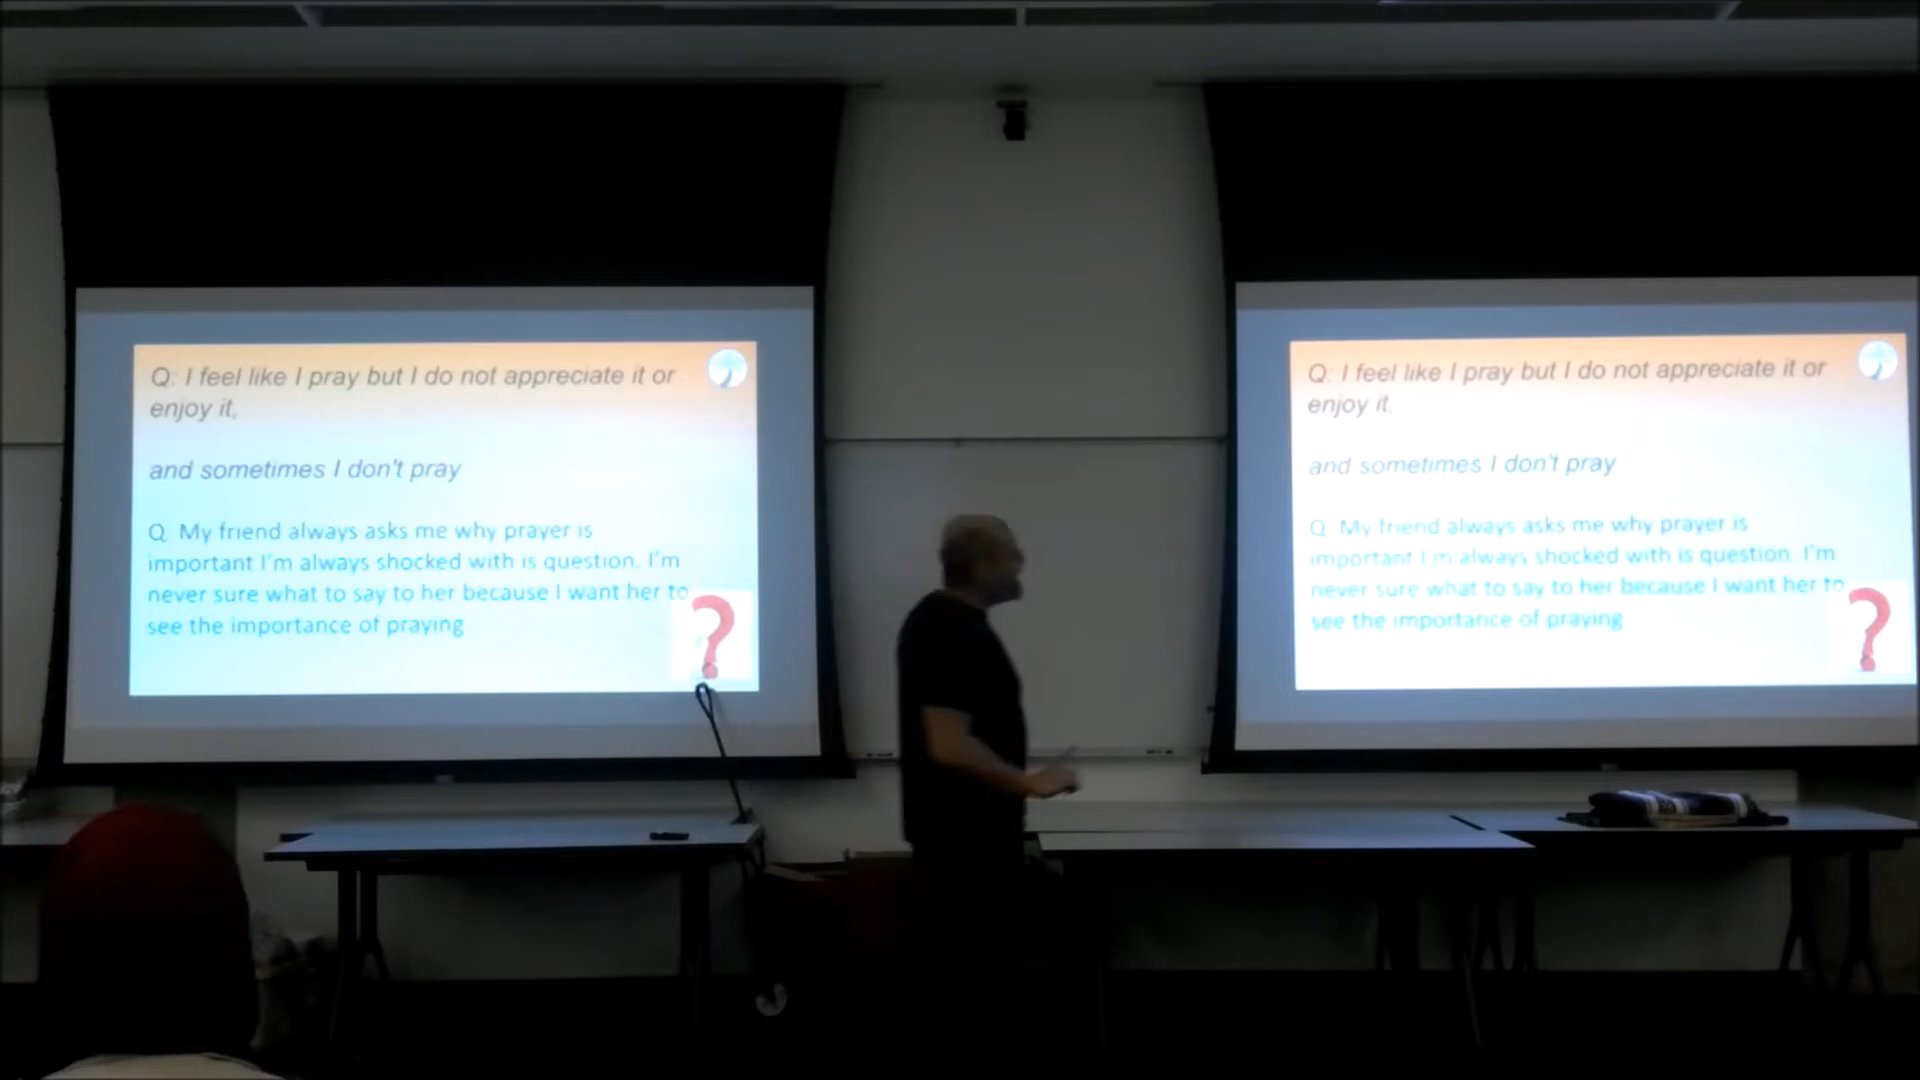 Q: I feel like I pray but I do not appreciate it or
enjoy it,
and sometimes I don't pray
Q: My friend always asks me why prayer is
important I'm always shocked with is question. I'm
never sure what to say to her because I want her to
see the importance of praying
?
Q: I feel like I pray but I do not appreciate it or
enjoy it,
and sometimes I don't pray
Q: My friend always asks me why prayer is
important I'm always shocked with is question. I'm
never sure what to say to her because I want her to
see the importance of praying
?